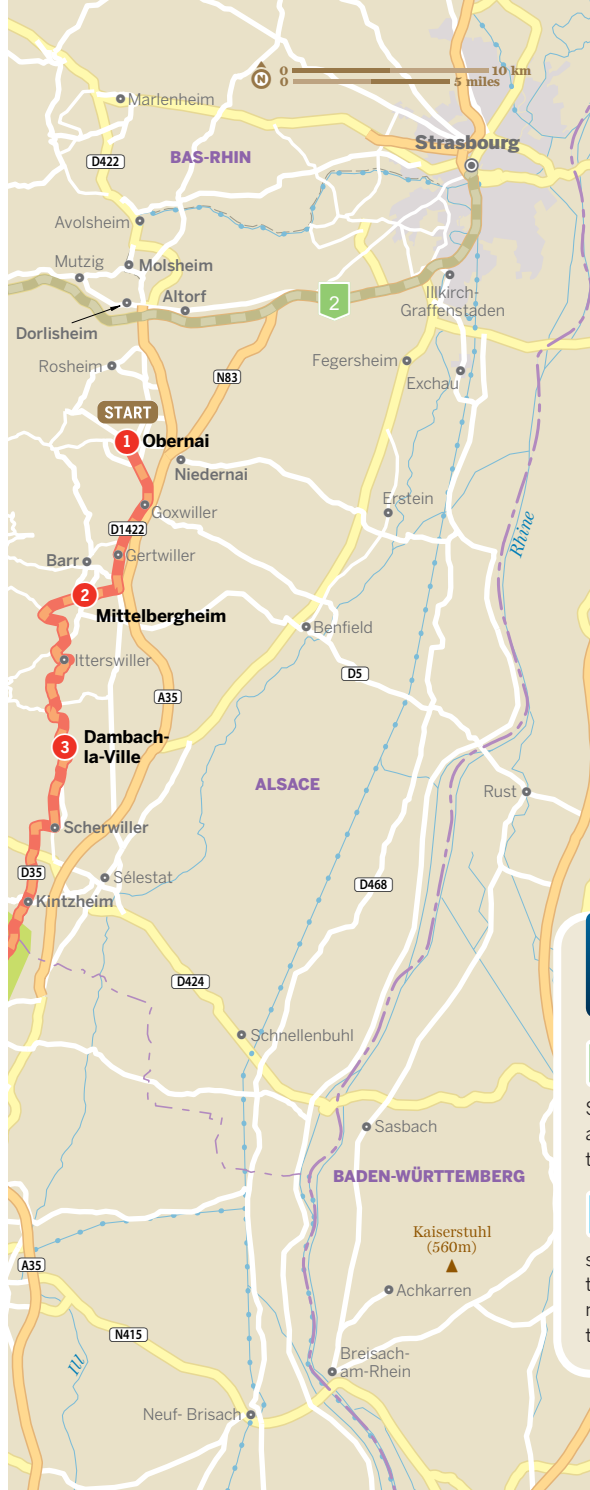 N
0 10 km
0 5 miles
Marlenheim
Strasbourg
D422
BAS-RHIN
Avolsheim
Mutzig
Molsheim
Altorf
Illkirch-
Graffenstaden
2
Dorlisheim
Rosheim
Fegersheim
Exchau
N83
START
1 Obernai
Niedernai
Goxwiller
Erstein
Rhine
D1422
Gertwiller
Barr
2
Mittelbergheim
Benfield
Itterswiller
D5
A35
3
Dambach-
la-Ville
ALSACE
Rust
Scherwiller
D35
Sélestat
D468
Kintzheim
D424
Schnellenbuhl
S
a
t
Sasbach
BADEN-WÜRTTEMBERG
Kaiserstuhl
(560m)
s
t
r
t
A35
Achkarren
N415
Ill
Breisach-
am-Rhein
Neuf- Brisach